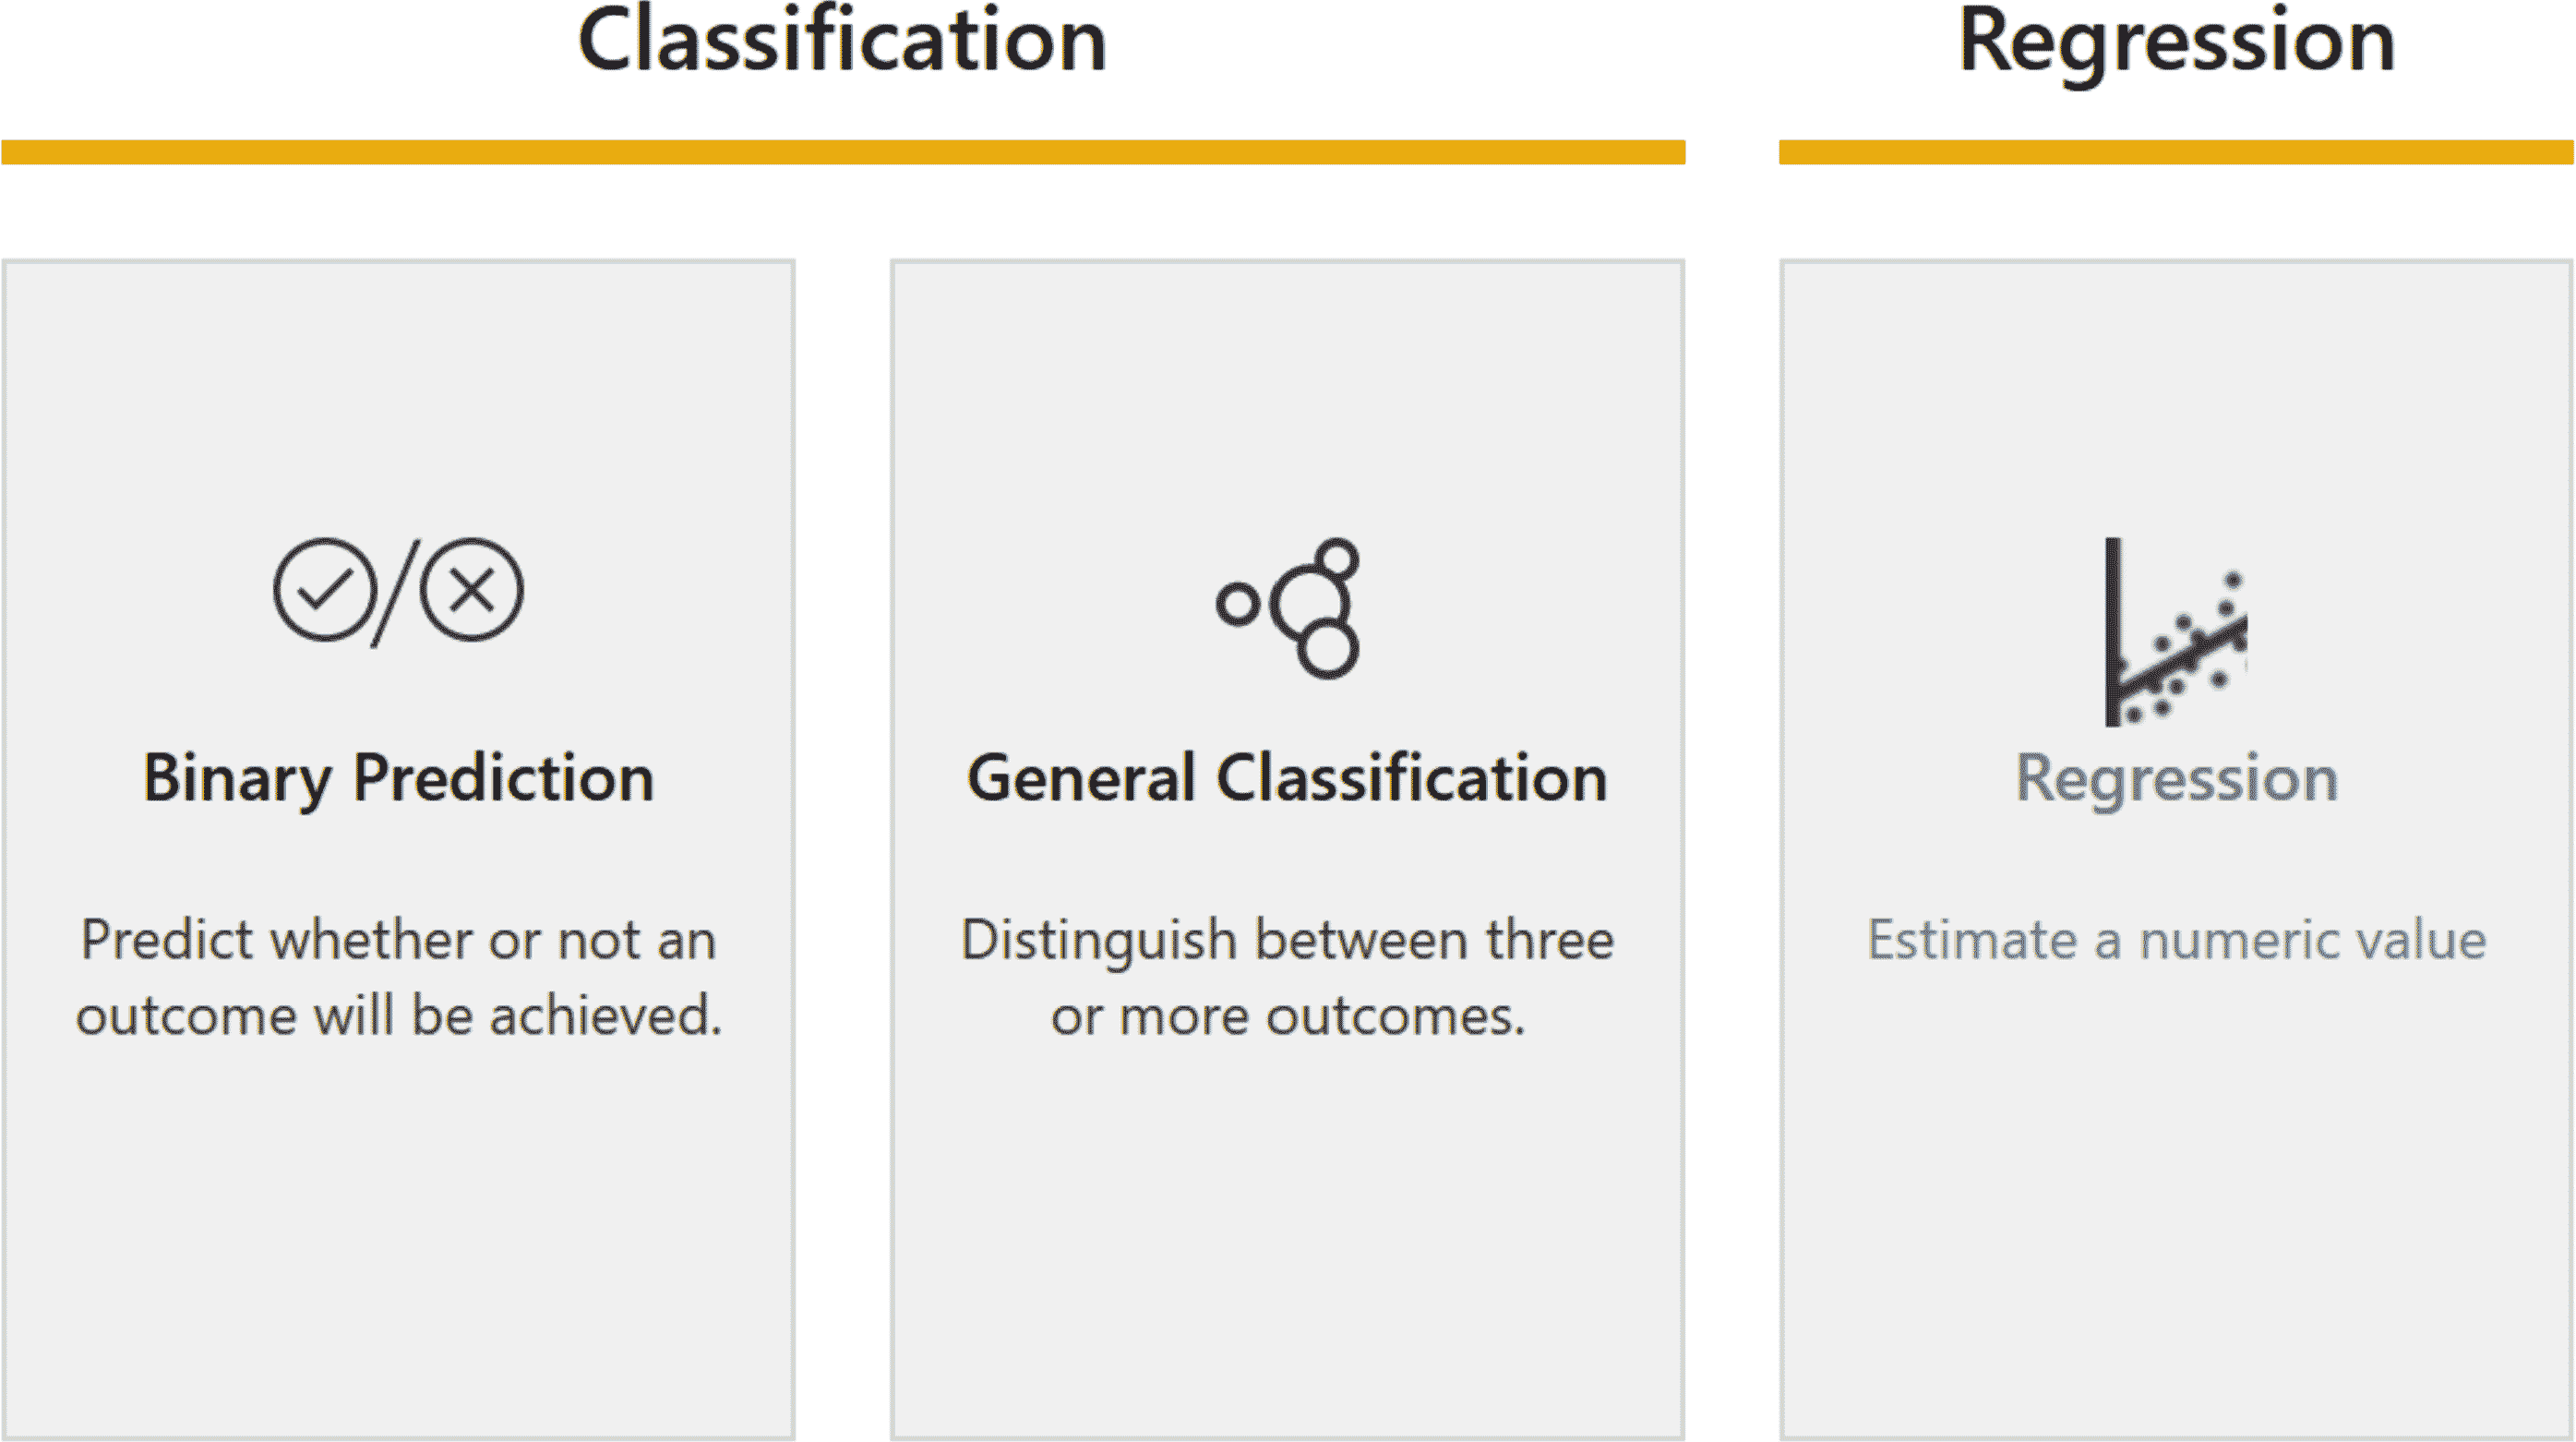 Classification
Regression
Binary Prediction
Predict whether or not an
outcome will be achieved.
General Classification
Distinguish between three
or more outcomes.
Regression
Estimate a numeric value